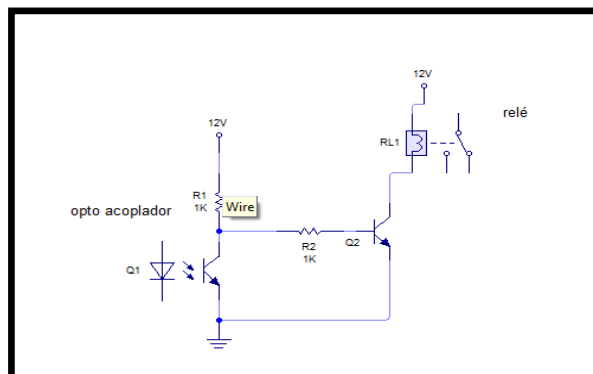 12V
relé
RL1
12V
R1
1K
Wire
opto acoplador
Q1
R2
1K
Q2